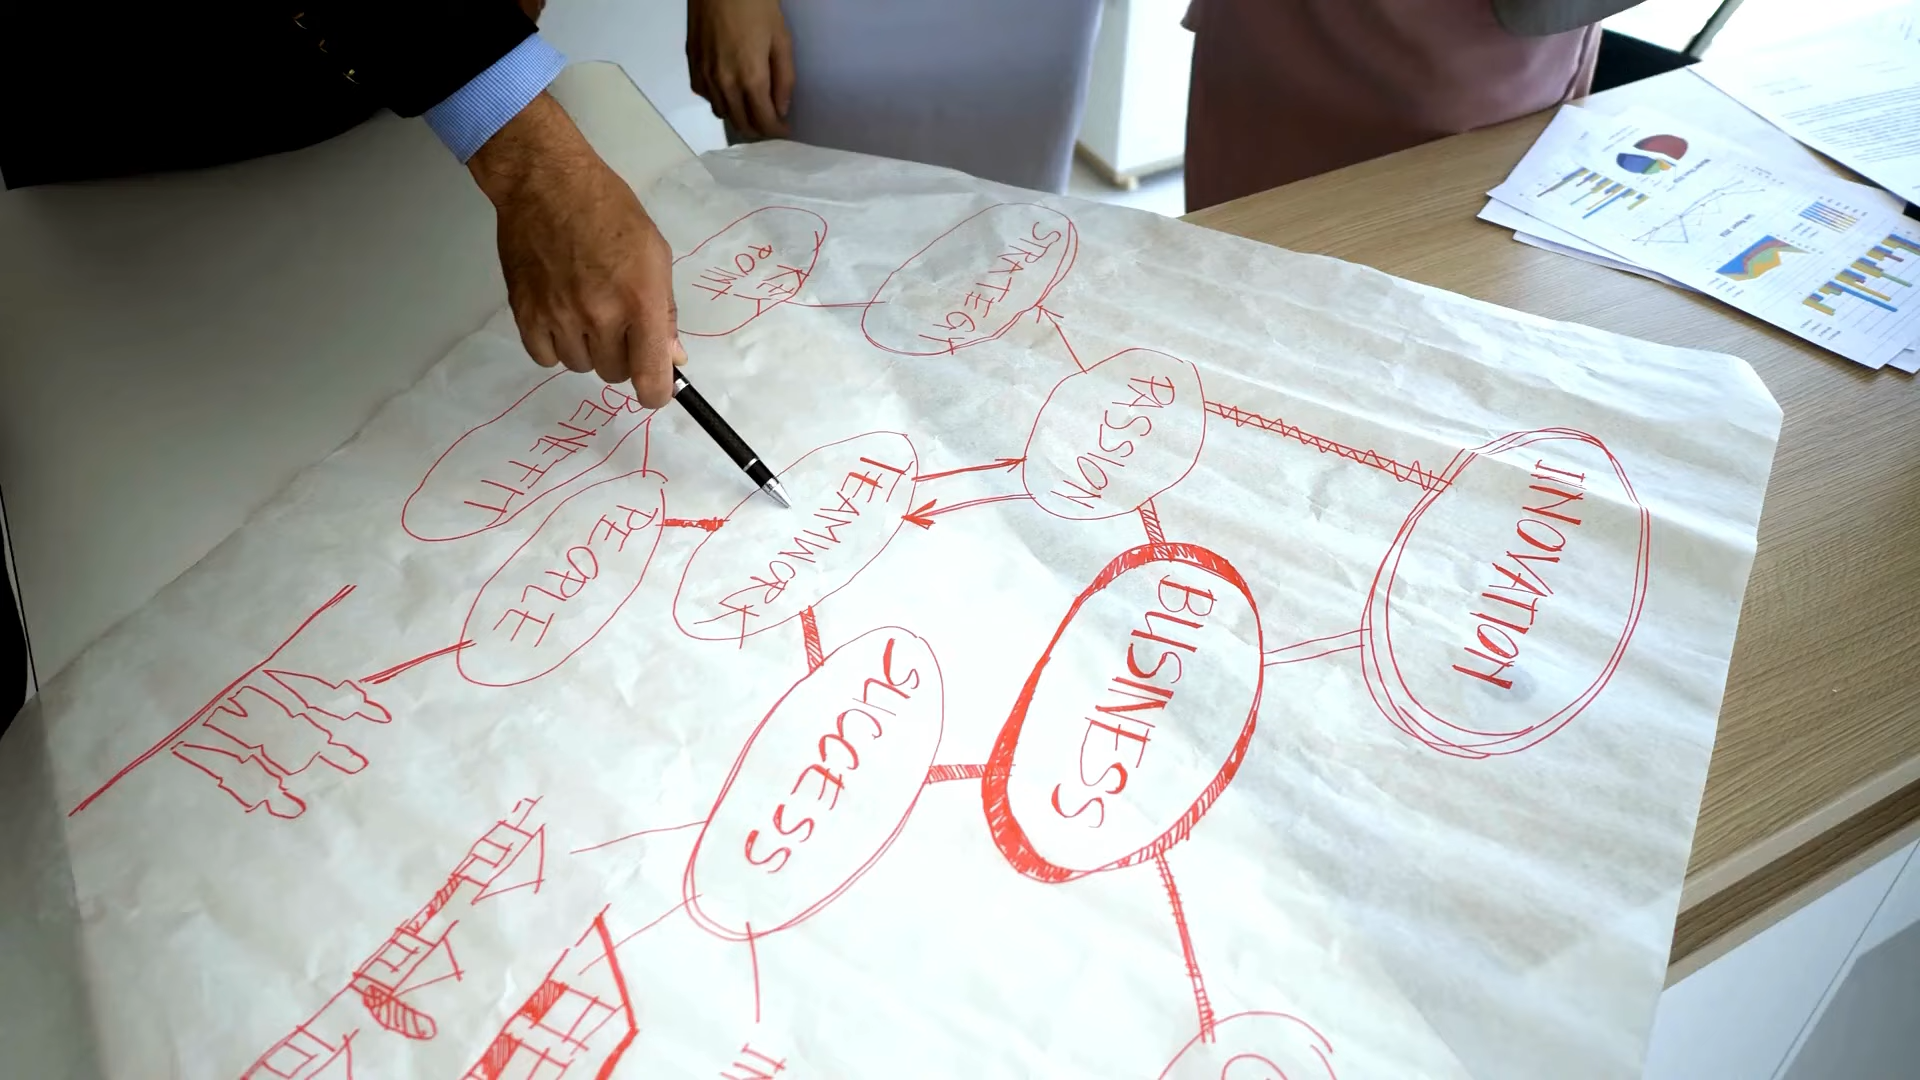 KEY
POINT
STRATEGY
PASSION
INNOVATION
BENEFIT
TEAMWORK
PEOPLE
BUSINESS
SUCCESS